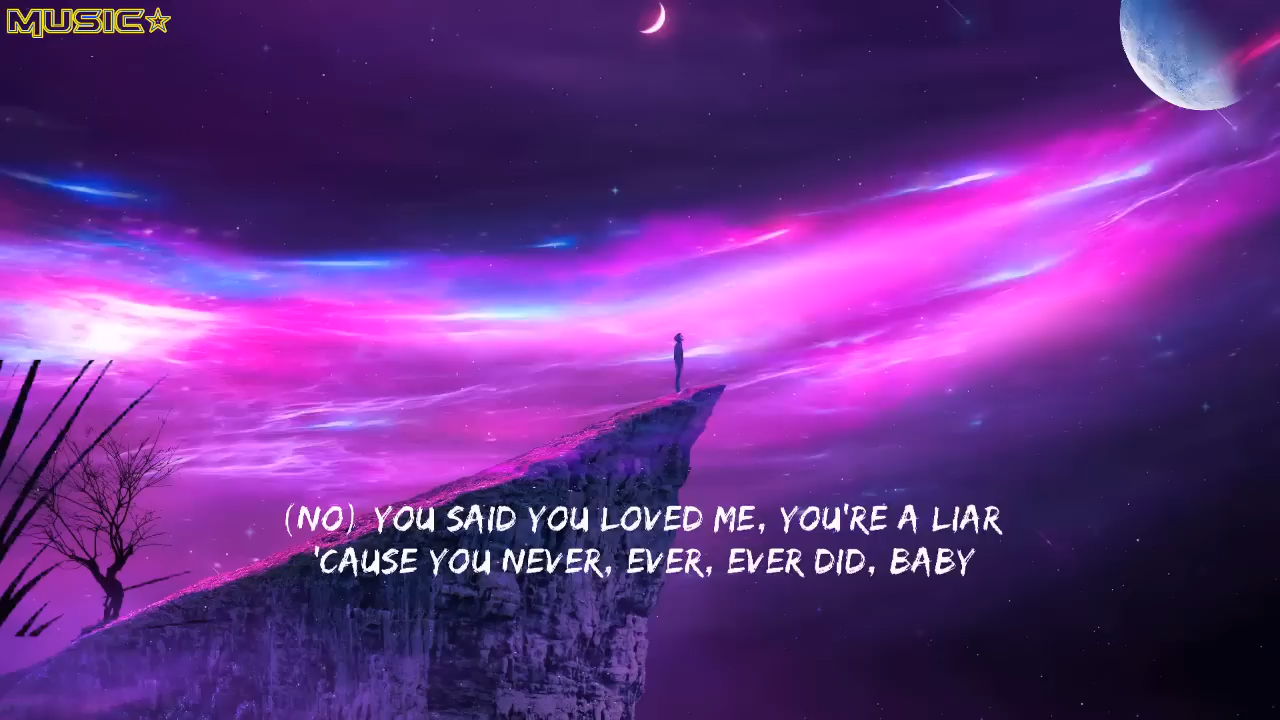 MUSIC☆
(NO) YOU SAID YOU LOVED ME, YOU'RE A LIAR
'CAUSE YOU NEVER, EVER, EVER DID, BABY